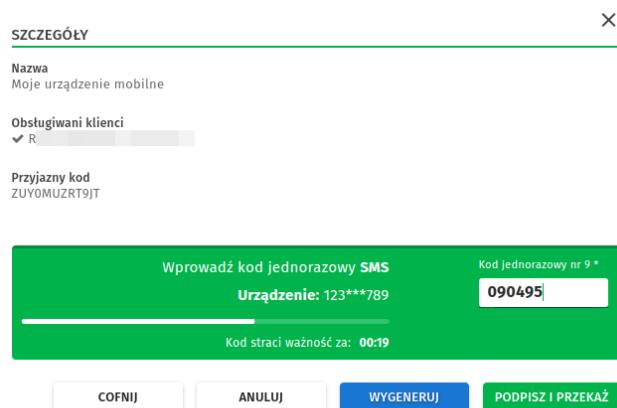 SZCZEGÓŁY
Nazwa
Moje urządzenie mobilne
Obsługiwani klienci
R
Przyjazny kod
ZUY0MUZRT9JT
Wprowadź kod jednorazowy SMS
Urządzenie: 123***789
Kod straci ważność za: 00:19
Kod jednorazowy nr 9 *
090495
COFNIJ
ANULUJ
WYGENERUJ
PODPISZ I PRZEKAŻ